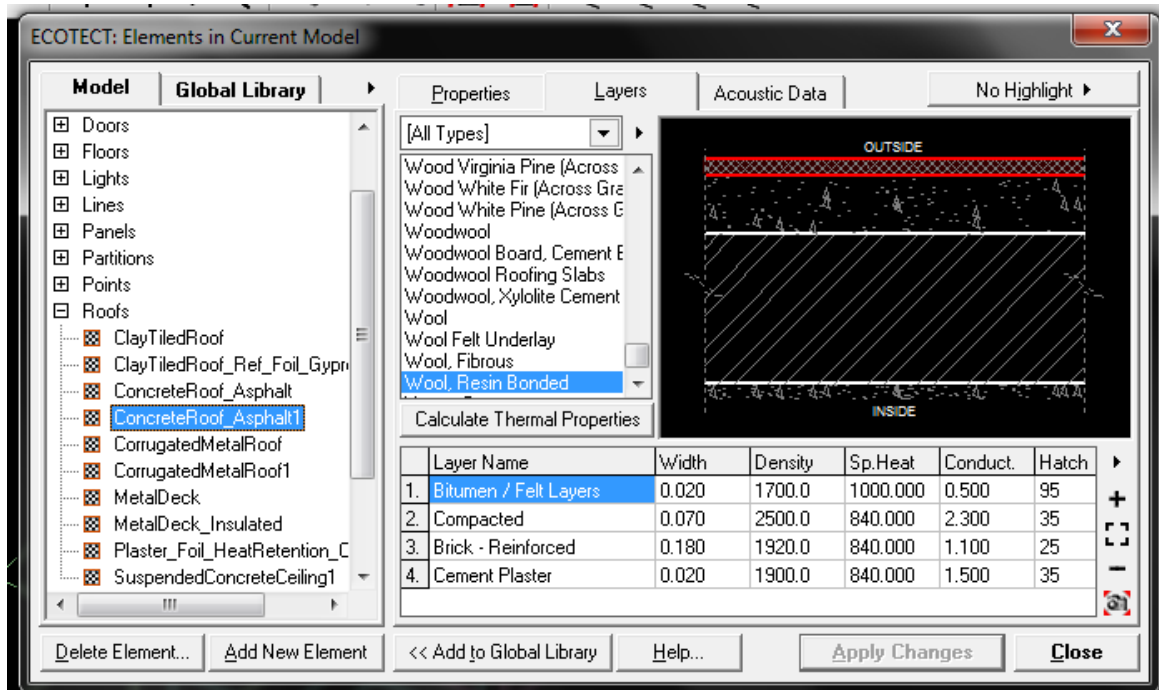 ECOTECT: Elements in Current Model
Model Global Library
Doors
Floors
Lights
Lines
Panels
Partitions
Points
Roofs
ClayTiledRoof
ClayTiledRoof_Ref_Foil_Gypr
ConcreteRoof_Asphalt
ConcreteRoof_Asphalt1
CorrugatedMetalRoof
CorrugatedMetalRoof1
MetalDeck
MetalDeck_Insulated
Plaster_Foil_HeatRetention_C
SuspendedConcreteCeiling1
Delete Element... Add New Element
Properties Layers Acoustic Data No Highlight
[All Types]
Wood Virginia Pine (Across
Wood White Fir (Across Gra
Wood White Pine (Across G
Woodwool
Woodwool Board, Cement B
Woodwool Roofing Slabs
Woodwool, Xylolite Cement
Wool
Wool Felt Underlay
Wool, Fibrous
Wool, Resin Bonded
Calculate Thermal Properties
OUTSIDE
INSIDE
Layer Name Width Density Sp.Heat Conduct. Hatch
1. Bitumen / Felt Layers 0.020 1700.0 1000.000 0.500 95
2. Compacted 0.070 2500.0 840.000 2.300 35
3. Brick - Reinforced 0.180 1920.0 840.000 1.100 25
4. Cement Plaster 0.020 1900.0 840.000 1.500 35
<< Add to Global Library Help... Apply Changes Close